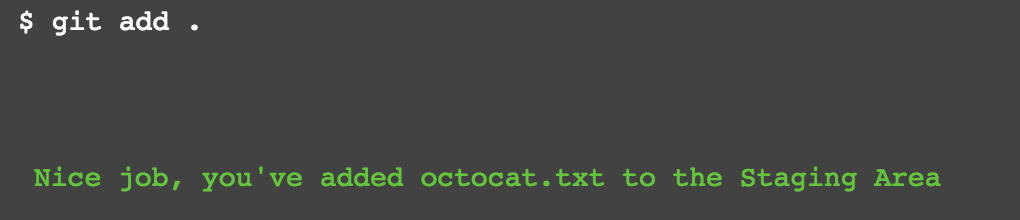 $ git add .
Nice job, you've added octocat.txt to the Staging Area